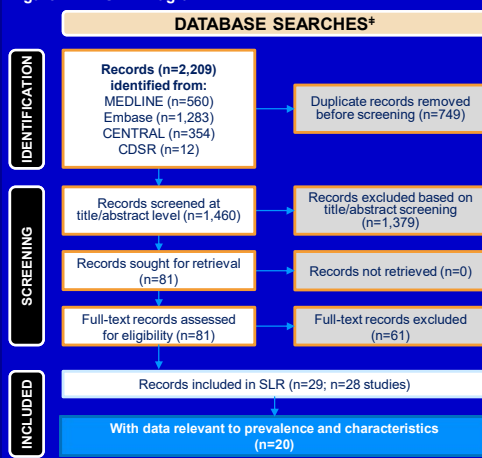 DATABASE SEARCHES‡
IDENTIFICATION
Records (n=2,209)
identified from:
MEDLINE (n=560)
Embase (n=1,283)
CENTRAL (n=354)
CDSR (n=12)
Duplicate records removed
before screening (n=749)
SCREENING
Records screened at
title/abstract level (n=1,460)
Records excluded based on
title/abstract screening
(n=1,379)
Records sought for retrieval
(n=81)
Records not retrieved (n=0)
Full-text records assessed
for eligibility (n=81)
Full-text records excluded
(n=61)
INCLUDED
Records included in SLR (n=29; n=28 studies)
With data relevant to prevalence and characteristics
(n=20)